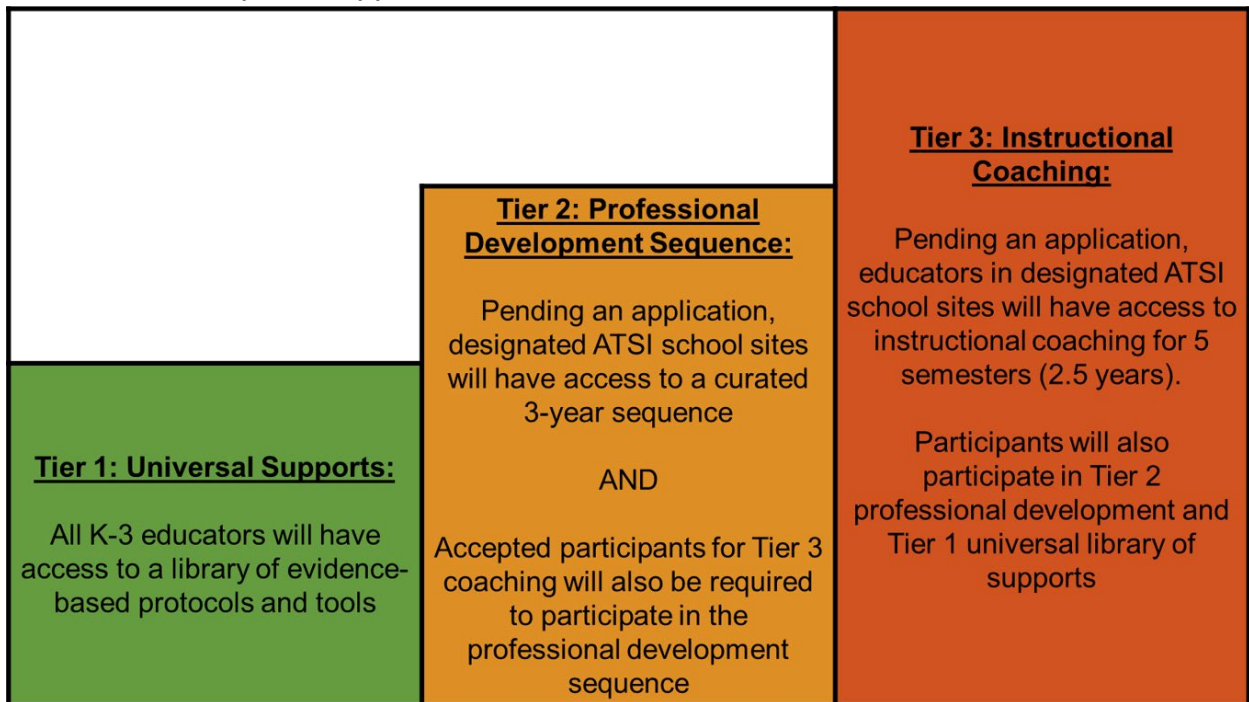 Tier 1: Universal Supports:
All K-3 educators will have
access to a library of evidence-
based protocols and tools
Tier 2: Professional
Development Sequence:
Pending an application,
designated ATSI school sites
will have access to a curated
3-year sequence
AND
Accepted participants for Tier 3
coaching will also be required
to participate in the
professional development
sequence
Tier 3: Instructional
Coaching:
Pending an application,
educators in designated ATSI
school sites will have access to
instructional coaching for 5
semesters (2.5 years).
Participants will also
participate in Tier 2
professional development and
Tier 1 universal library of
supports